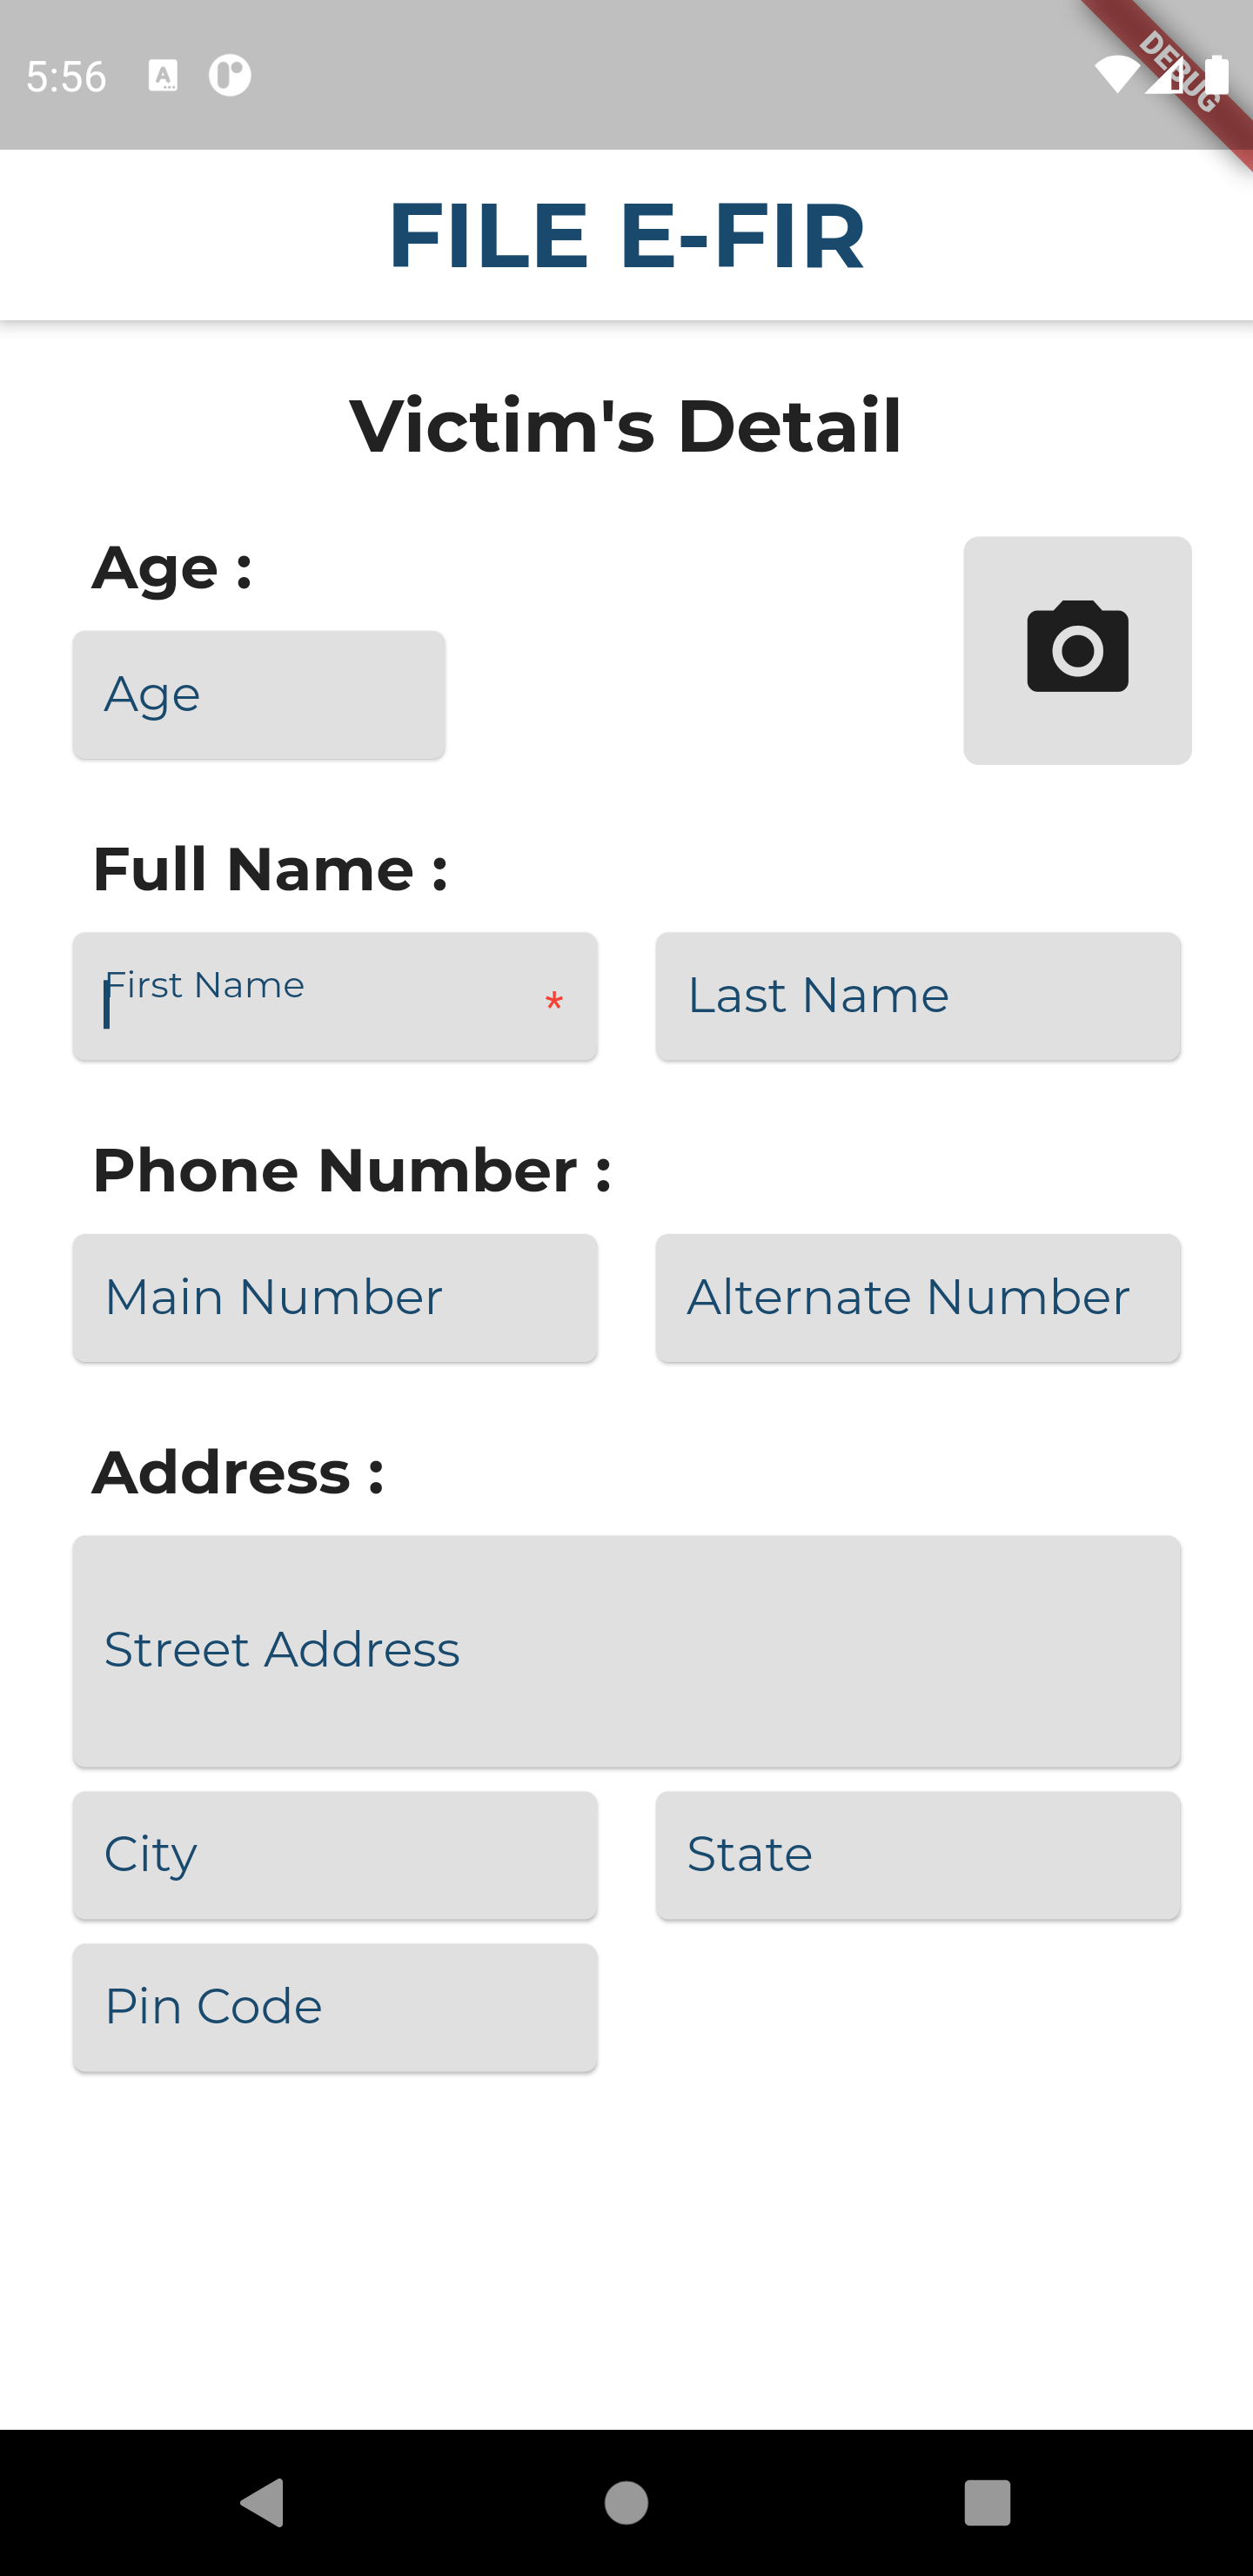 5:56
DEBUG
FILE E-FIR
Victim's Detail
Age :
Age
Full Name :
First Name *
Last Name
Phone Number :
Main Number
Alternate Number
Address :
Street Address
City
State
Pin Code